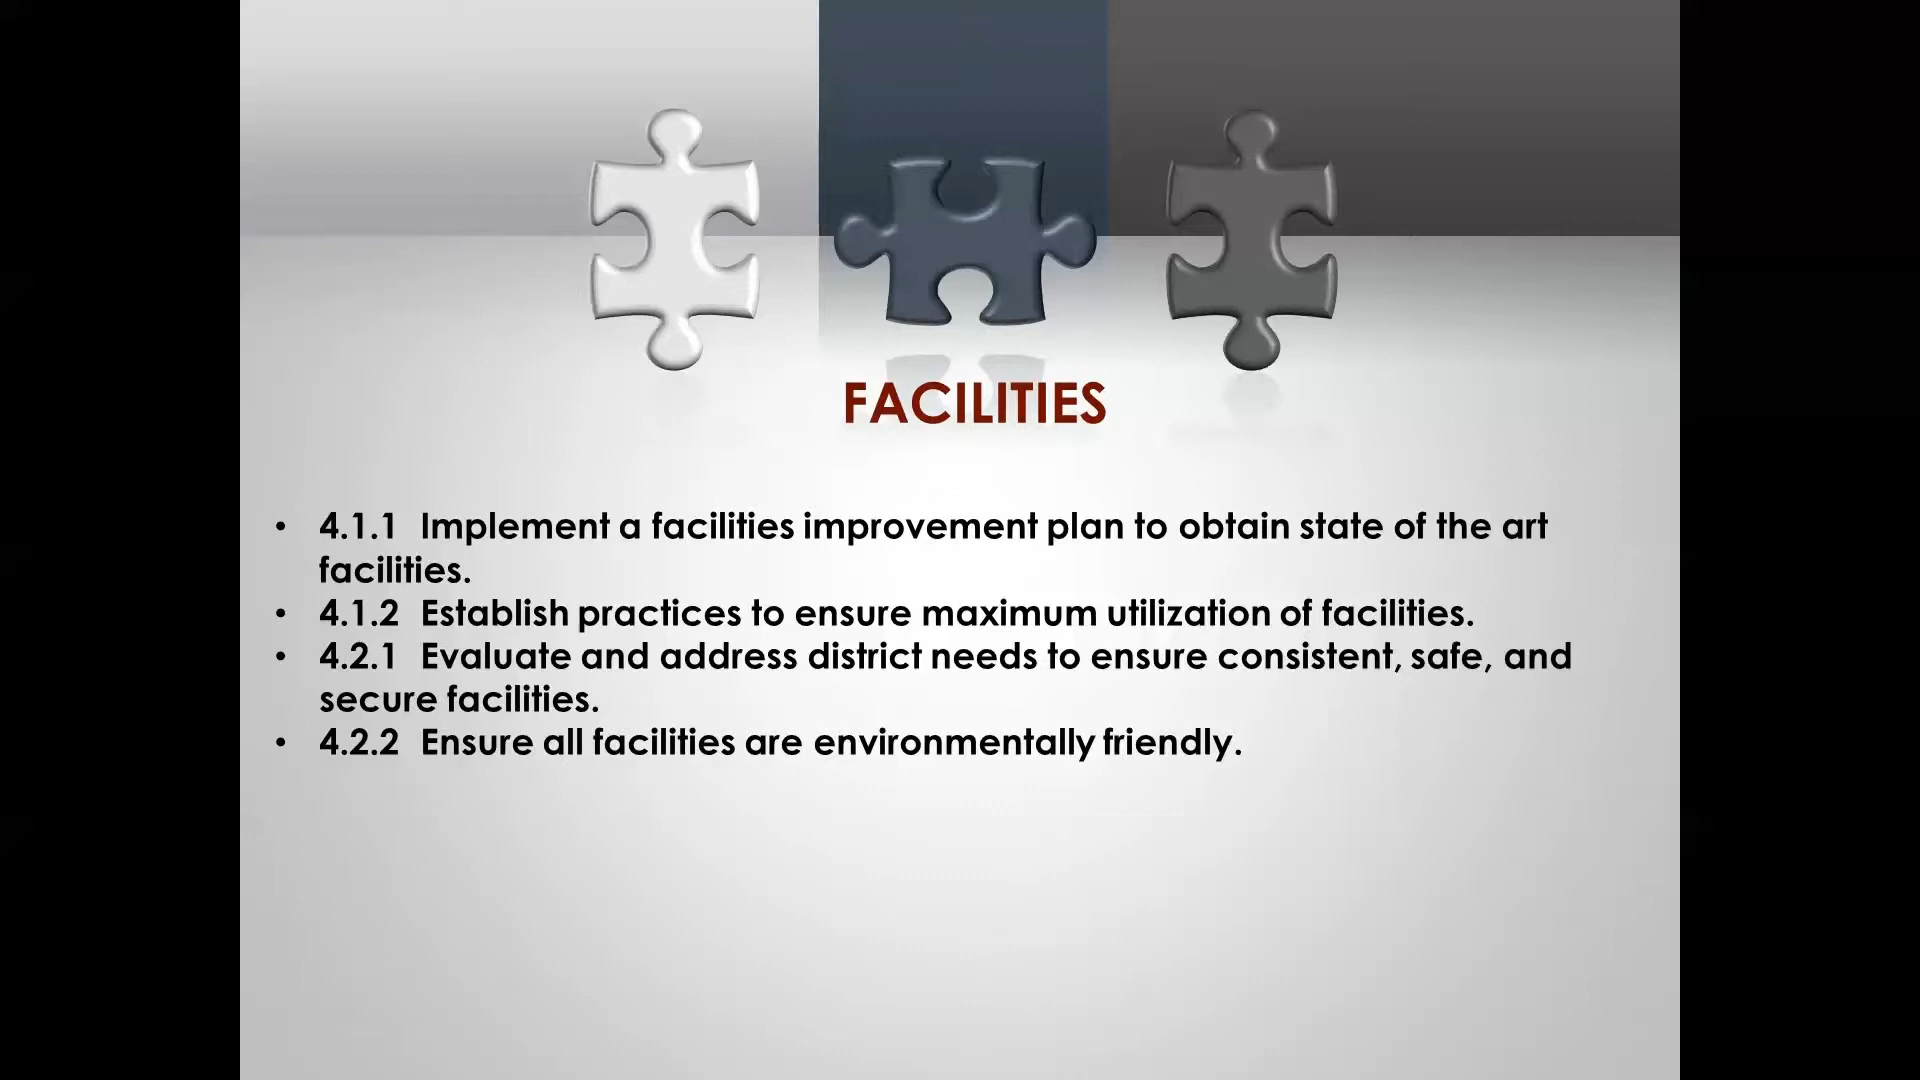 FACILITIES
• 4.1.1 Implement a facilities improvement plan to obtain state of the art
facilities.
• 4.1.2 Establish practices to ensure maximum utilization of facilities.
• 4.2.1 Evaluate and address district needs to ensure consistent, safe, and
secure facilities.
• 4.2.2 Ensure all facilities are environmentally friendly.